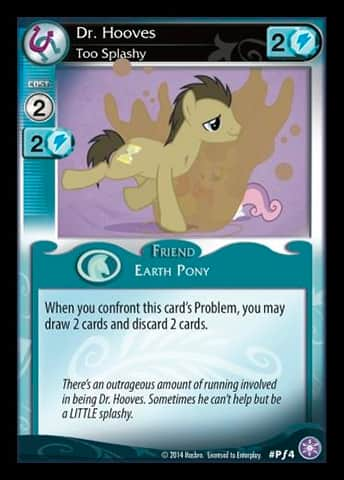 Dr. Hooves
Too Splashy
2
COST
2
2
FRIEND
EARTH PONY
When you confront this card's Problem, you may
draw 2 cards and discard 2 cards.
There's an outrageous amount of running involved
in being Dr. Hooves. Sometimes he can't help but be
a LITTLE splashy.
© 2014 Hasbro. Licensed to Enterplay.
#Pf4